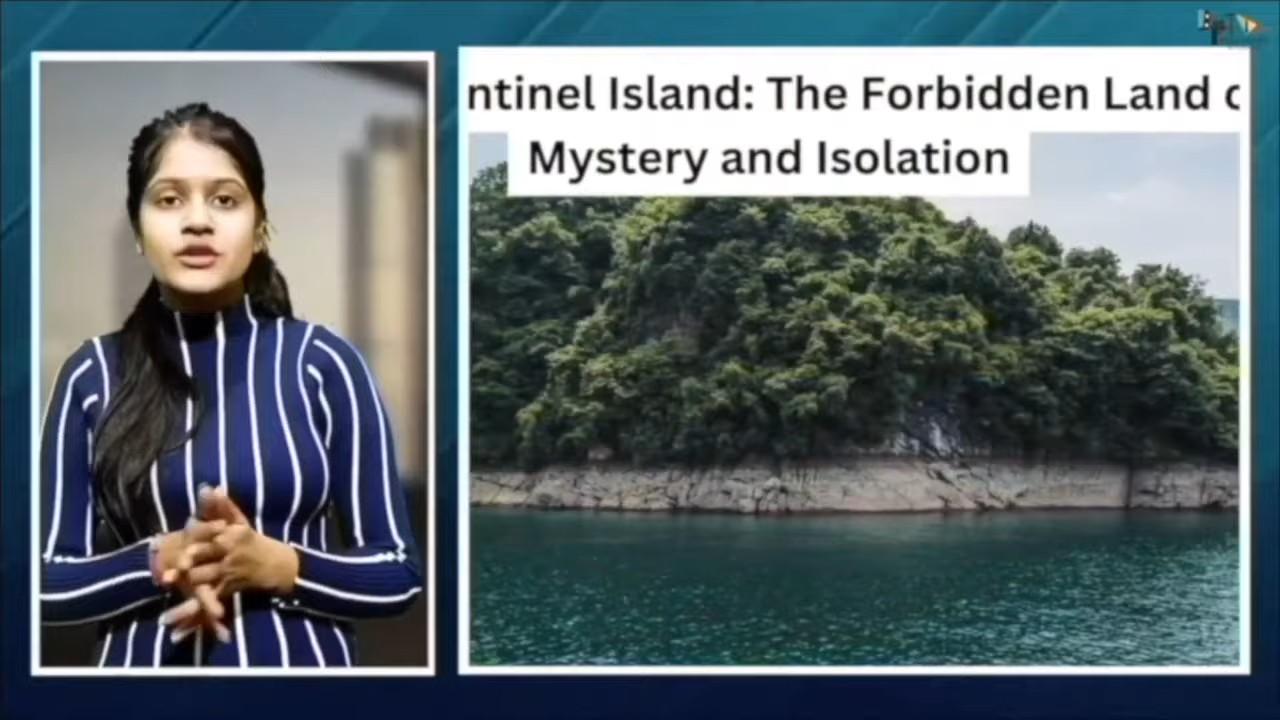 ntinel Island: The Forbidden Land
Mystery and Isolation